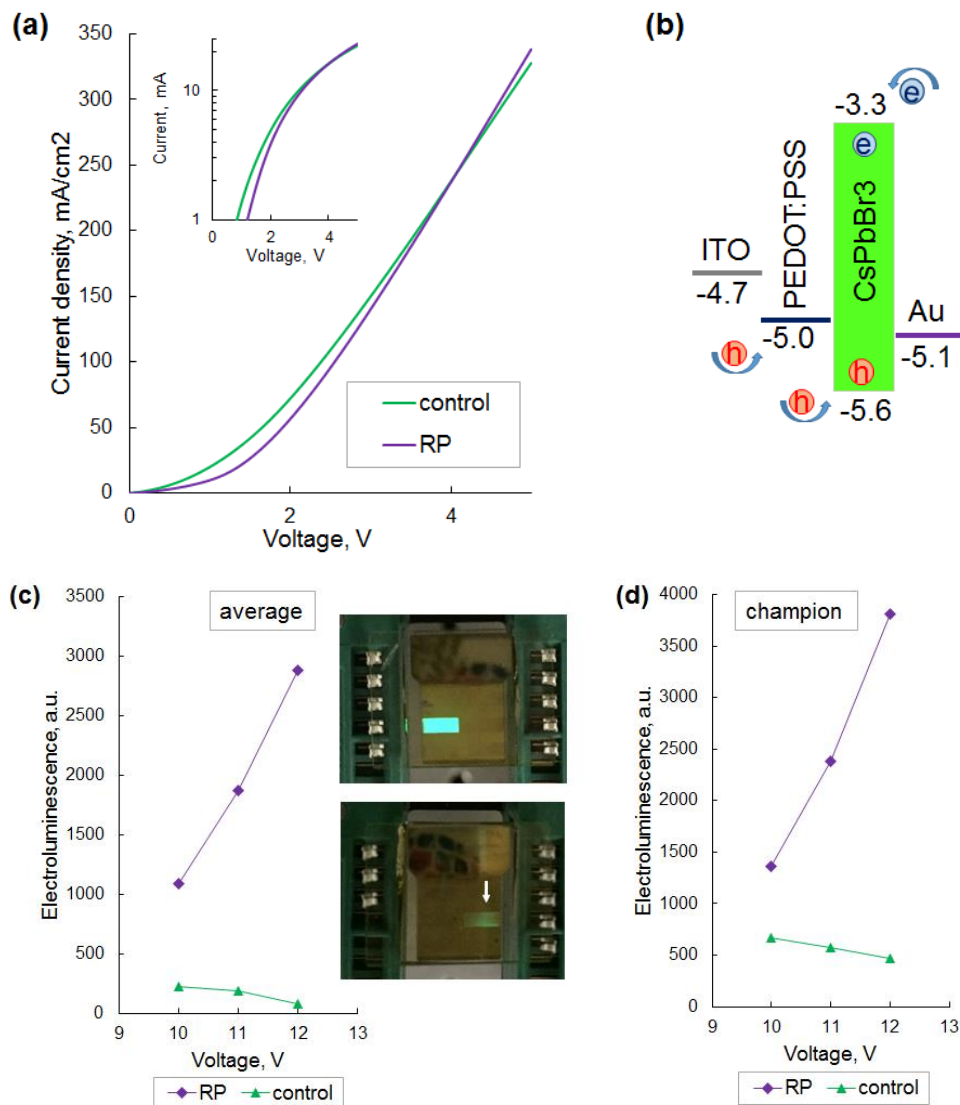 (a)
350
300
250
200
150
100
50
0
Current density, mA/cm2
0 2 4
Voltage, V
Current, mA
10
1
0 2 4
Voltage, V
control
RP
(b)
-3.3
e
e
ITO
-4.7
PEDOT:PSS
-5.0
CsPbBr3
Au
-5.1
h
h
h
-5.6
(c)
average
3500
3000
2500
2000
1500
1000
500
0
Electroluminescence, a.u.
9 10 11 12 13
Voltage, V
RP control
(d)
champion
4000
3500
3000
2500
2000
1500
1000
500
0
Electroluminescence, a.u.
9 10 11 12 13
Voltage, V
RP control